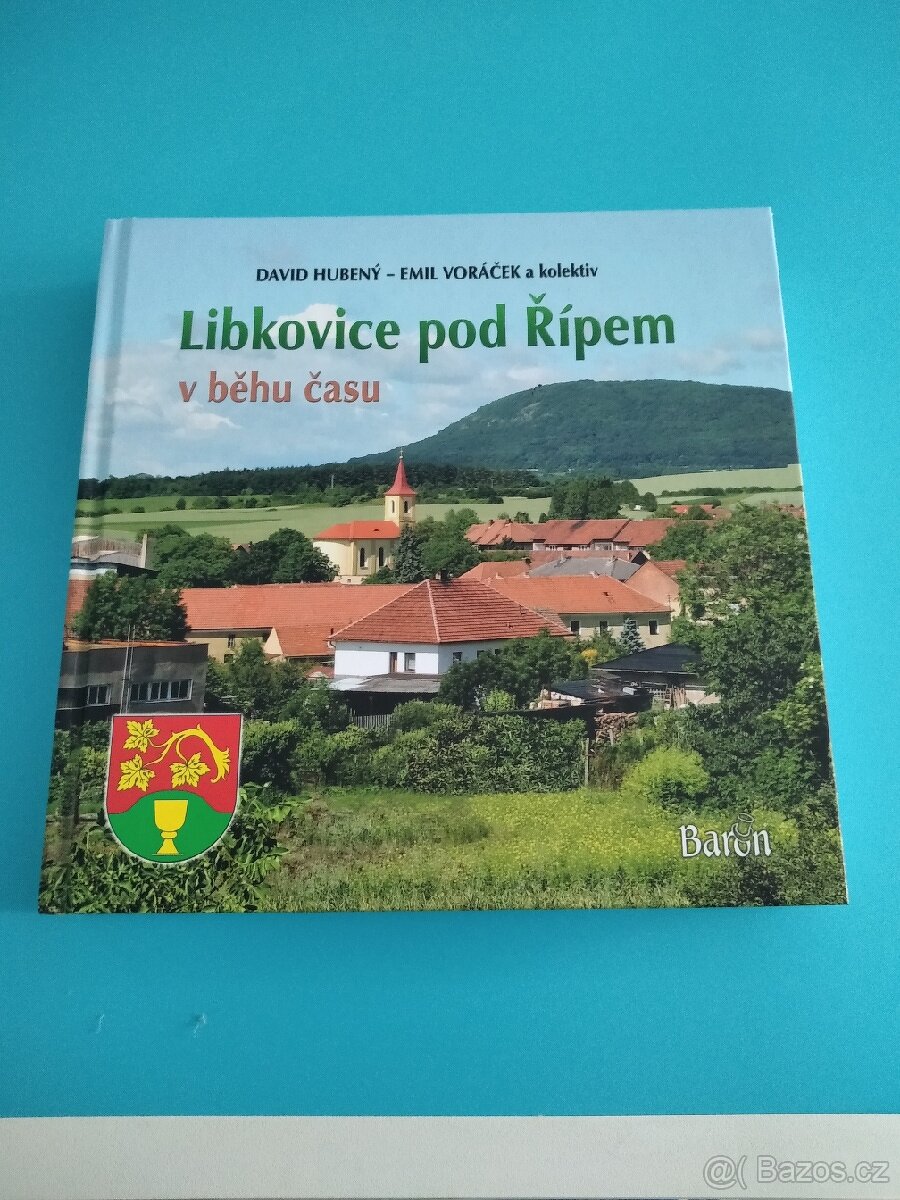 DAVID HUBENÝ – EMIL VORÁČEK a kolektiv
Libkovice pod Řípem
v běhu času
Baron
@( Bazos.cz